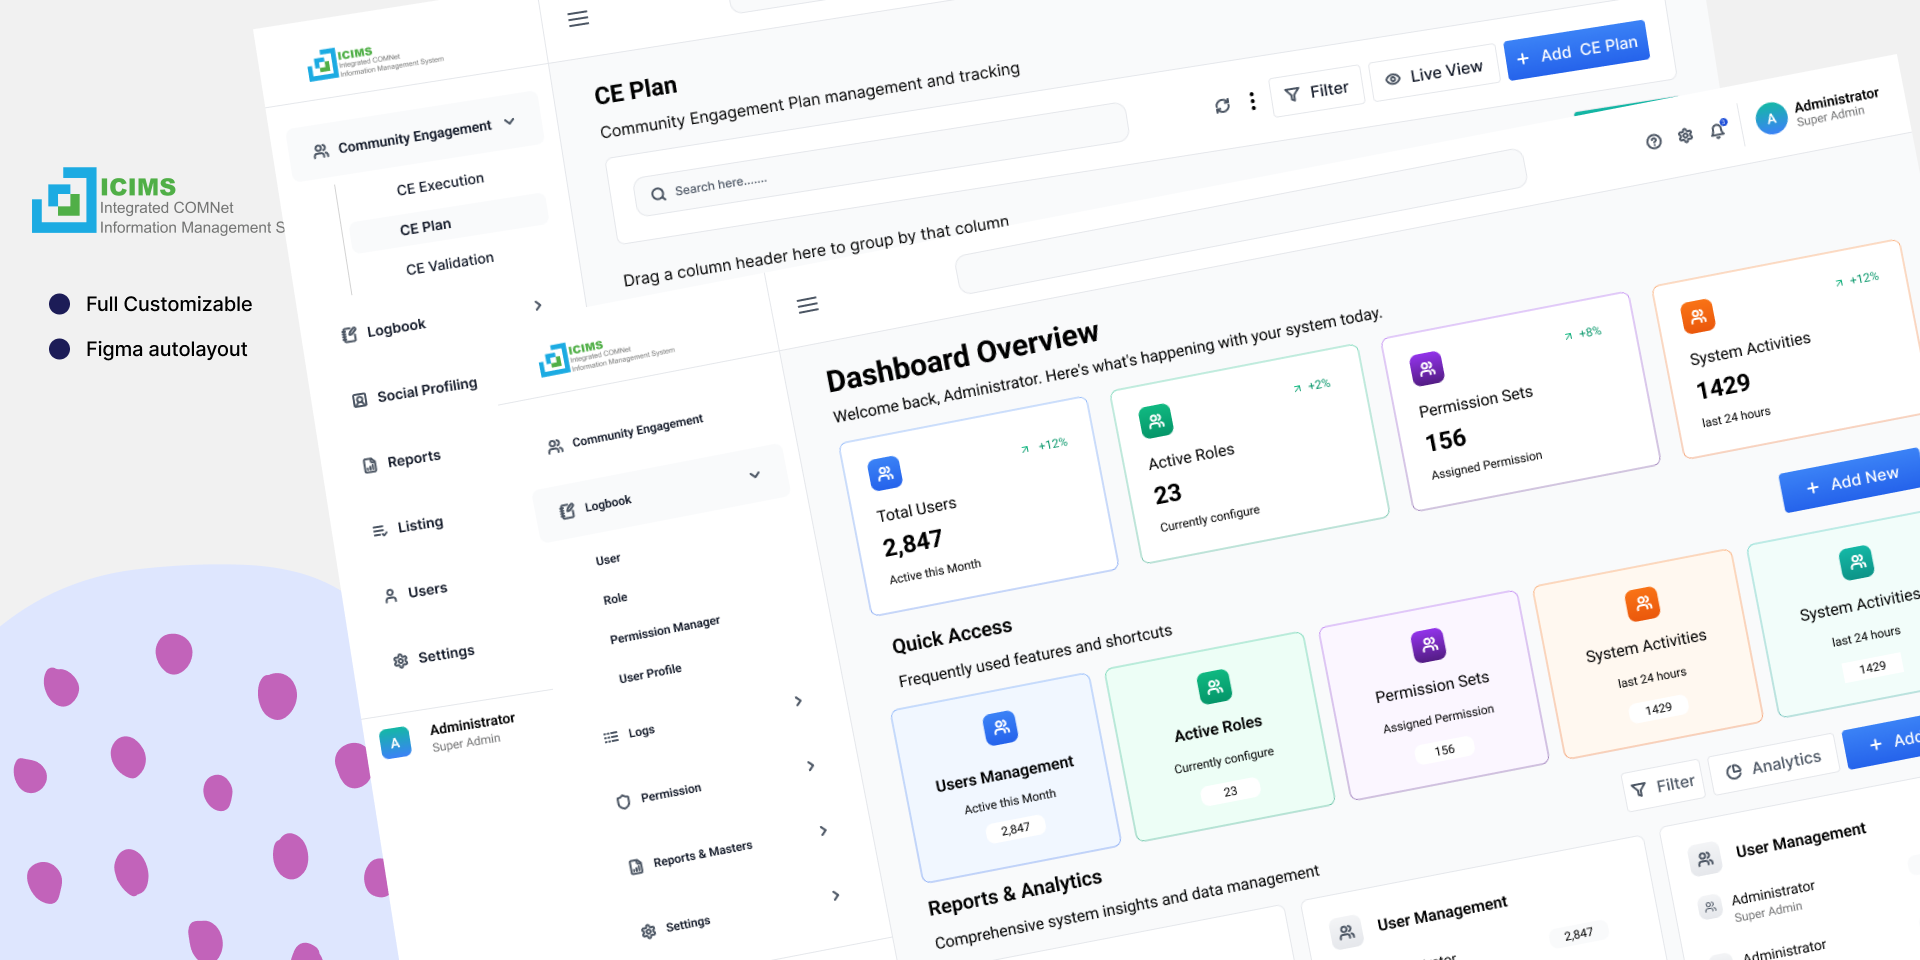 ICIMS
Integrated COMNet
Information Management S
Full Customizable
Figma autolayout
ICIMS
Integrated COMNet
Information Management System
Community Engagement
CE Execution
CE Plan
CE Validation
Logbook
Social Profiling
Reports
Listing
Users
Settings
A
Administrator
Super Admin
CE Plan
Community Engagement Plan management and tracking
Filter
Live View
+ Add CE Plan
Search here.......
Drag a column header here to group by that column
A
Administrator
Super Admin
ICIMS
Integrated COMNet
Information Management System
Community Engagement
Logbook
User
Role
Permission Manager
User Profile
Logs
Permission
Reports & Masters
Settings
Dashboard Overview
Welcome back, Administrator. Here's what's happening with your system today.
+12%
Total Users
2,847
Active this Month
+2%
Active Roles
23
Currently configure
+8%
Permission Sets
156
Assigned Permission
+12%
System Activities
1429
last 24 hours
+ Add New
Quick Access
Frequently used features and shortcuts
Users Management
Active this Month
2,847
Active Roles
Currently configure
23
Permission Sets
Assigned Permission
156
System Activities
last 24 hours
1429
System Activities
last 24 hours
1429
Filter
Analytics
+ Add
Reports & Analytics
Comprehensive system insights and data management
User Management
2,847
User Management
Administrator
Super Admin
Administrator